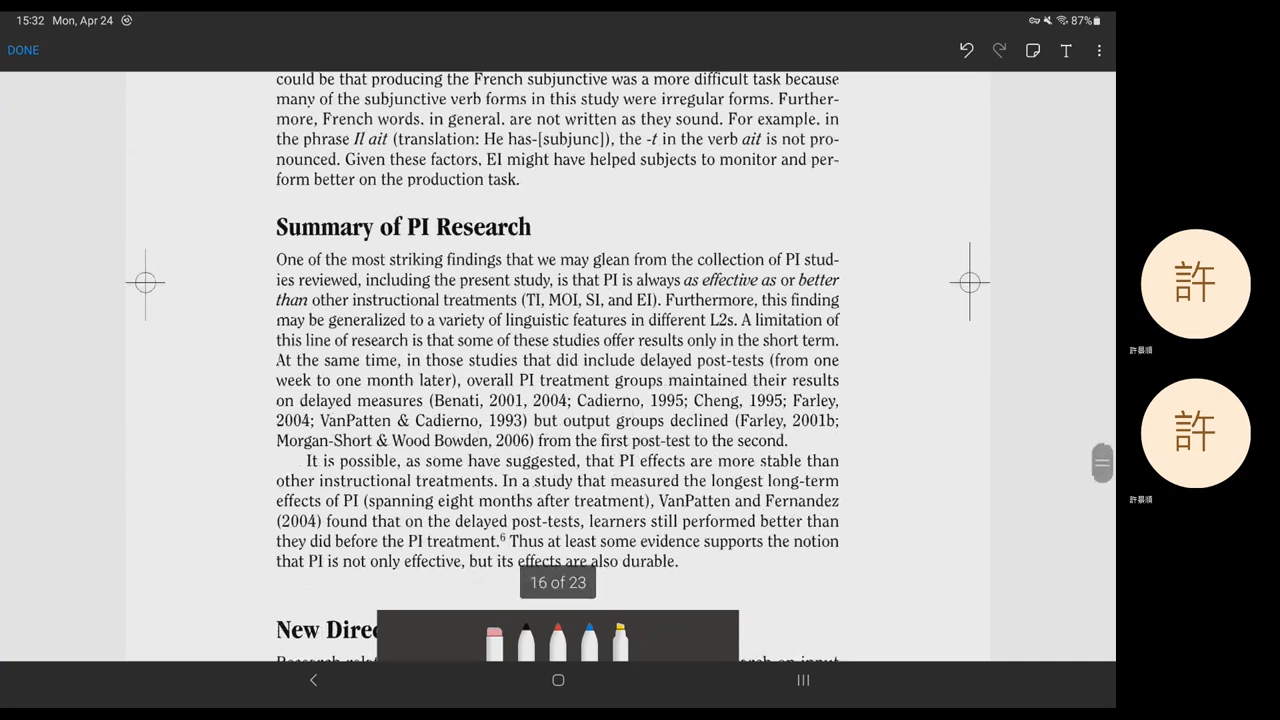 15:32 Mon, Apr 24
87%
DONE
T
could be that producing the French subjunctive was a more difficult task because
many of the subjunctive verb forms in this study were irregular forms. Further-
more, French words, in general, are not written as they sound. For example, in
the phrase Il ait (translation: He has-[subjunc]), the -t in the verb ait is not pro-
nounced. Given these factors, EI might have helped subjects to monitor and per-
form better on the production task.
Summary of PI Research
One of the most striking findings that we may glean from the collection of PI stud-
ies reviewed, including the present study, is that PI is always as effective as or better
than other instructional treatments (TI, MOI, SI, and EI). Furthermore, this finding
may be generalized to a variety of linguistic features in different L2s. A limitation of
this line of research is that some of these studies offer results only in the short term.
At the same time, in those studies that did include delayed post-tests (from one
week to one month later), overall PI treatment groups maintained their results
on delayed measures (Benati, 2001, 2004; Cadierno, 1995; Cheng, 1995; Farley,
2004; VanPatten & Cadierno, 1993) but output groups declined (Farley, 2001b;
Morgan-Short & Wood Bowden, 2006) from the first post-test to the second.
It is possible, as some have suggested, that PI effects are more stable than
other instructional treatments. In a study that measured the longest long-term
effects of PI (spanning eight months after treatment), VanPatten and Fernandez
(2004) found that on the delayed post-tests, learners still performed better than
they did before the PI treatment.6 Thus at least some evidence supports the notion
that PI is not only effective, but its effects are also durable.
16 of 23
New Direc
許
許景順
許
許景順